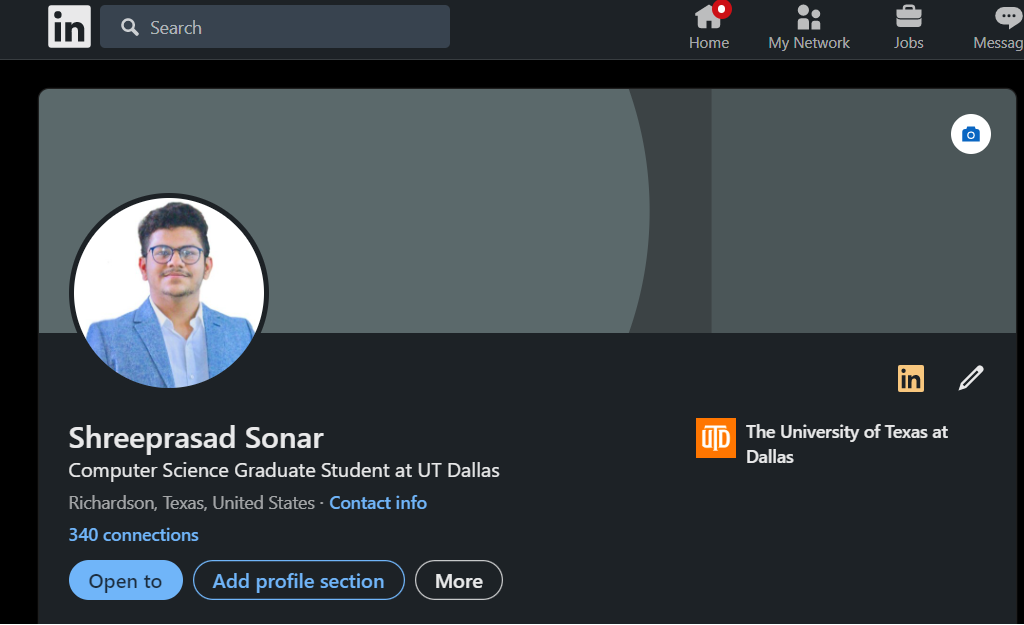 in
Search
Home
My Network
Jobs
Messag
in
Shreeprasad Sonar
Computer Science Graduate Student at UT Dallas
Richardson, Texas, United States · Contact info
340 connections
UTD
The University of Texas at
Dallas
Open to
Add profile section
More